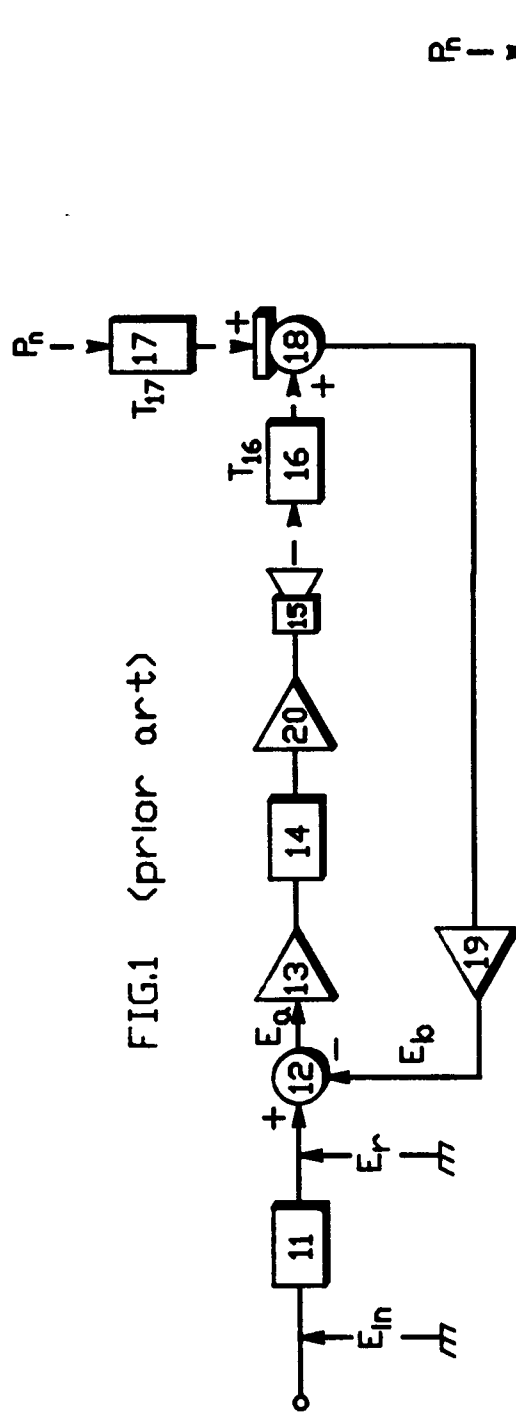 FIG.1 (prior art)
Pn
17
T17
+
18
+
T16
16
15
20
14
13
Ea
12
+
-
Eb
19
Er
11
Ein
Pn